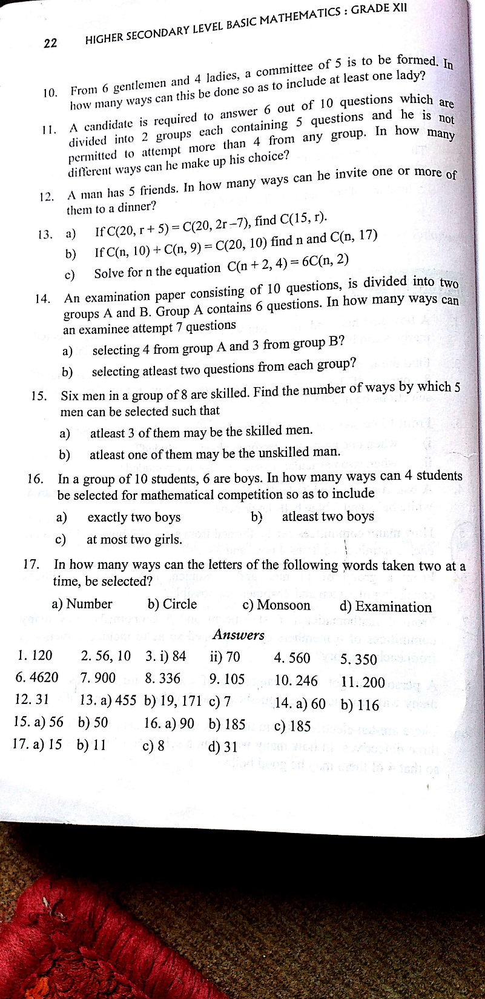 22 HIGHER SECONDARY LEVEL BASIC MATHEMATICS : GRADE XII
10. From 6 gentlemen and 4 ladies, a committee of 5 is to be formed. In
how many ways can this be done so as to include at least one lady?
11. A candidate is required to answer 6 out of 10 questions which are
divided into 2 groups each containing 5 questions and he is not
permitted to attempt more than 4 from any group. In how many
different ways can he make up his choice?
12. A man has 5 friends. In how many ways can he invite one or more of
them to a dinner?
13. a) If C(20, r + 5) = C(20, 2r –7), find C(15, r).
b) If C(n, 10) + C(n, 9) = C(20, 10) find n and C(n, 17)
c) Solve for n the equation C(n + 2, 4) = 6C(n, 2)
14. An examination paper consisting of 10 questions, is divided into two
groups A and B. Group A contains 6 questions. In how many ways can
an examinee attempt 7 questions
a) selecting 4 from group A and 3 from group B?
b) selecting atleast two questions from each group?
15. Six men in a group of 8 are skilled. Find the number of ways by which 5
men can be selected such that
a) atleast 3 of them may be the skilled men.
b) atleast one of them may be the unskilled man.
16. In a group of 10 students, 6 are boys. In how many ways can 4 students
be selected for mathematical competition so as to include
a) exactly two boys b) atleast two boys
c) at most two girls.
17. In how many ways can the letters of the following words taken two at a
time, be selected?
a) Number b) Circle c) Monsoon d) Examination
Answers
1. 120 2. 56, 10 3. i) 84 ii) 70 4. 560 5. 350
6. 4620 7. 900 8. 336 9. 105 10. 246 11. 200
12. 31 13. a) 455 b) 19, 171 c) 7 14. a) 60 b) 116
15. a) 56 b) 50 16. a) 90 b) 185 c) 185
17. a) 15 b) 11 c) 8 d) 31